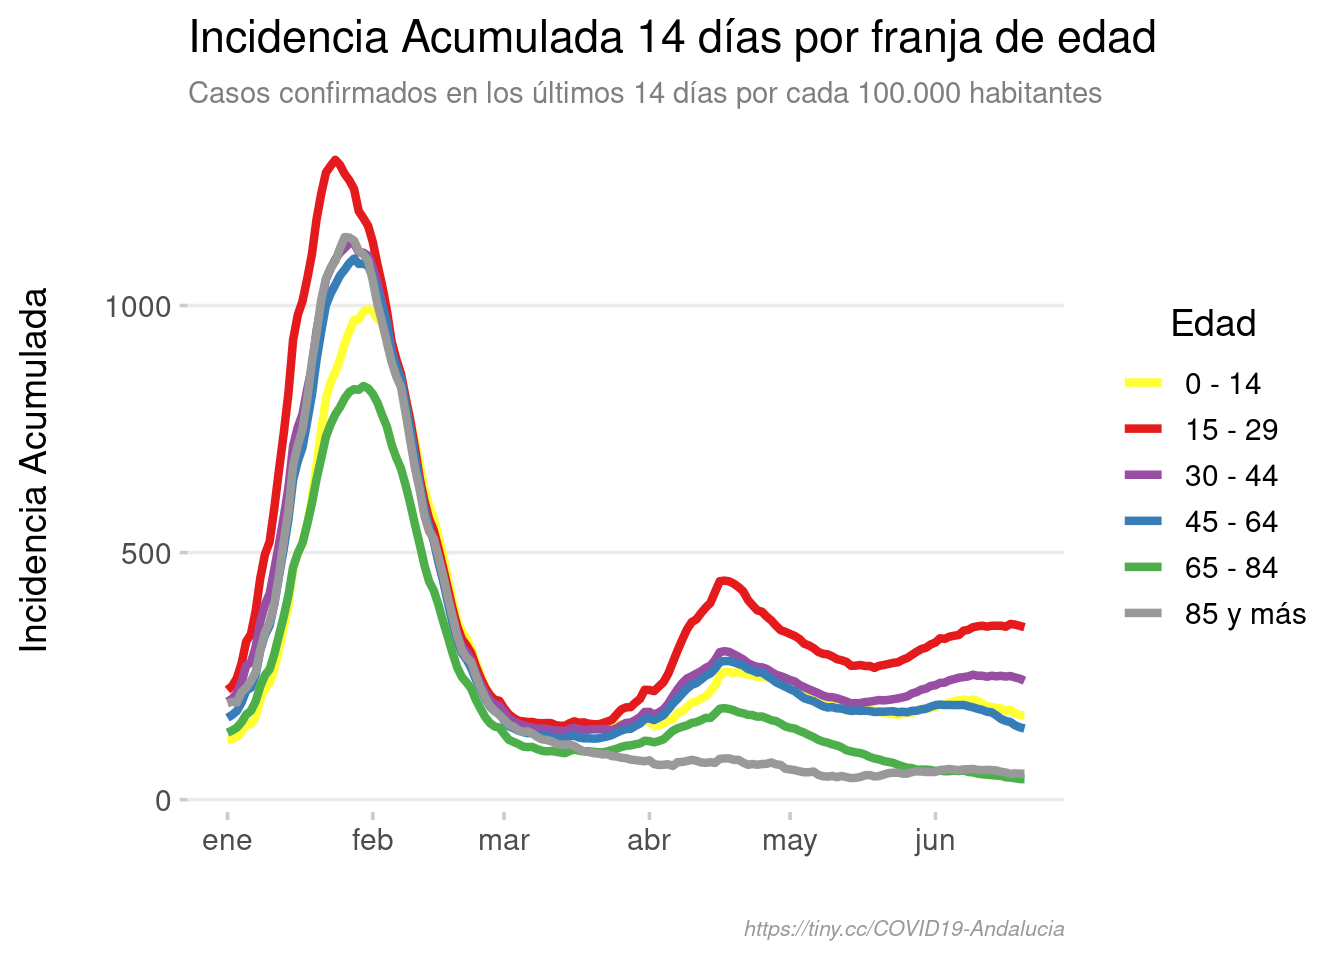 Incidencia Acumulada 14 días por franja de edad
Casos confirmados en los últimos 14 días por cada 100.000 habitantes
Incidencia Acumulada
1000
500
0
ene
feb
mar
abr
may
jun
Edad
0 - 14
15 - 29
30 - 44
45 - 64
65 - 84
85 y más
https://tiny.cc/COVID19-Andalucia